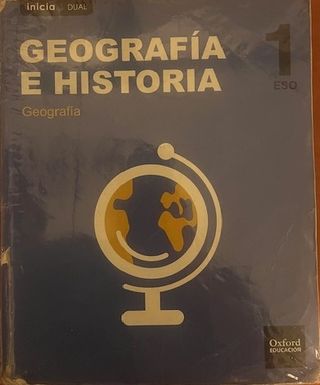 inicia DUAL
GEOGRAFÍA
E HISTORIA
1
ESO
Geografía
Oxford
EDUCACIÓN